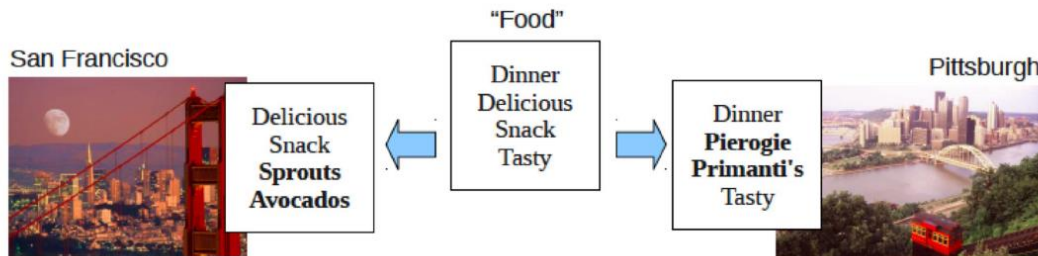 “Food”
San Francisco
Pittsburgh
Delicious
Snack
Sprouts
Avocados
Dinner
Delicious
Snack
Tasty
Dinner
Pierogie
Primanti's
Tasty